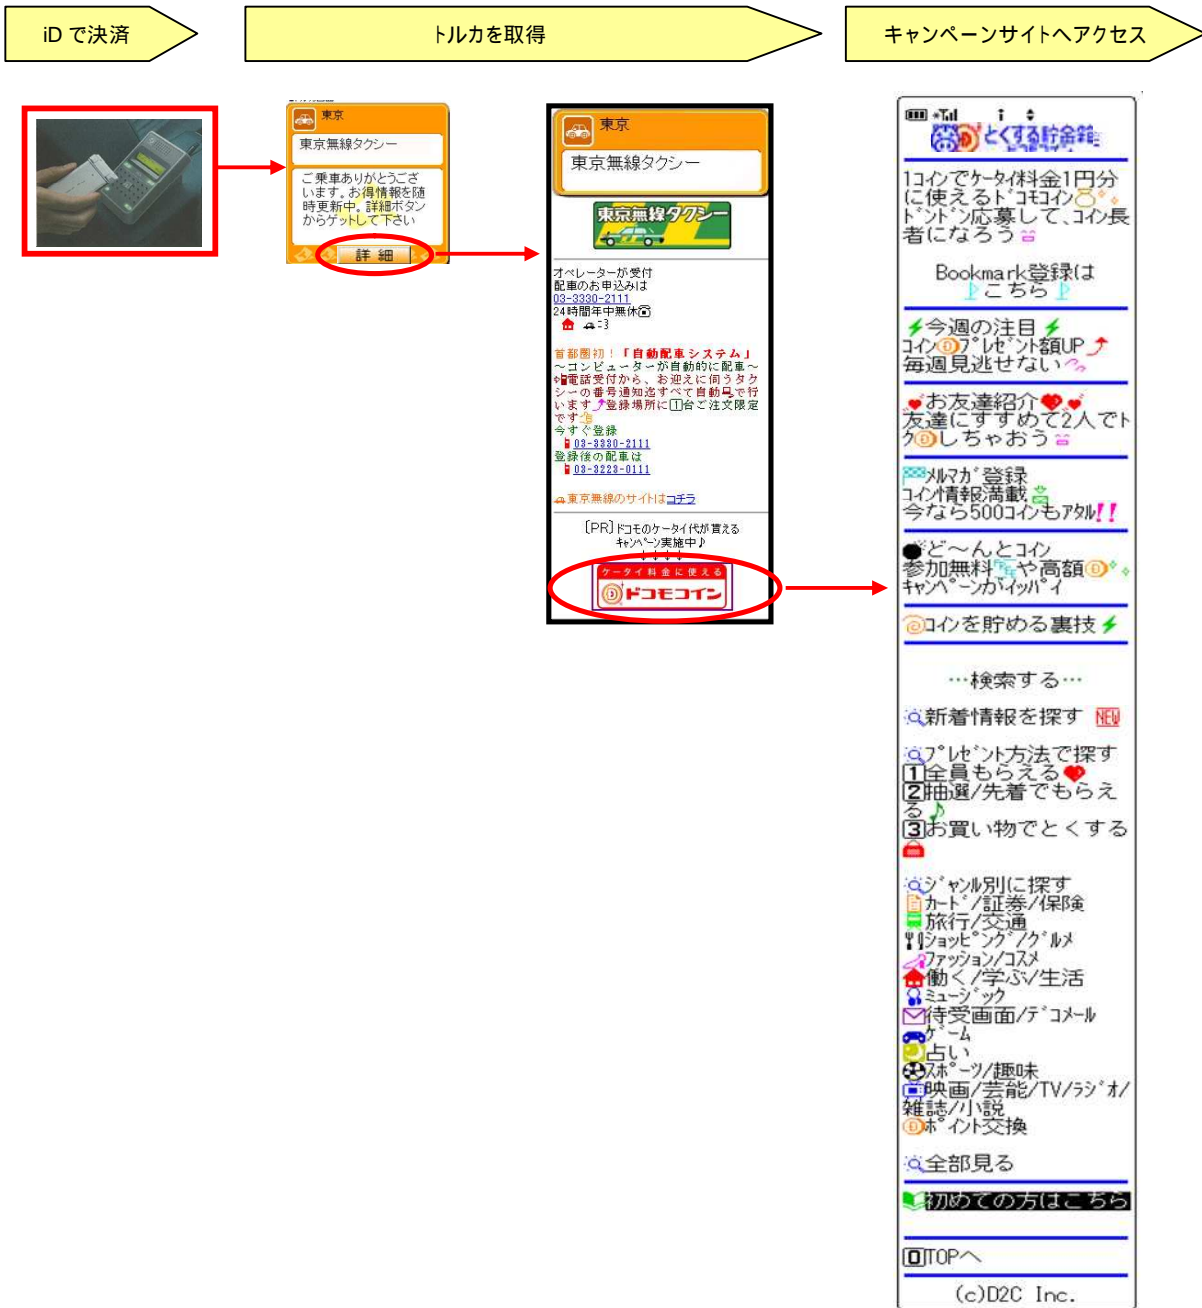 iD で決済
トルカを取得
キャンペーンサイトへアクセス
東京
東京無線タクシー
ご乗車ありがとうござ
います。お得情報を随
時更新中。詳細ボタン
からゲットして下さい
詳 細
東京
東京無線タクシー
東京無線タクシー
オペレーターが受付
配車のお申込みは
03-3330-2111
24時間年中無休
首都圏初！「自動配車システム」
～コンピューターが自動的に配車～
電話受付から、お迎えに伺うタク
シーの番号通知迄すべて自動で行
います 登録場所に1台ご注文限定
です
今すぐ登録
03-3330-2111
登録後の配車は
03-3223-0111
東京無線のサイトはコチラ
〔PR〕ドコモのケータイ代が貰える
キャンペーン実施中♪
↓↓↓↓
ケータイ料金に使える
ドコモコイン
とくする貯金箱
1コインでケータイ料金1円分
に使えるドコモコイン
ドンドン応募して、コイン長
者になろう
Bookmark登録は
こちら
今週の注目
コインプレゼント額UP
毎週見逃せない
お友達紹介
友達にすすめて2人でト
クしちゃおう
メルマガ登録
コイン情報満載
今なら500コインもアタル!!
ど～んとコイン
参加無料や高額
キャンペーンがイッパイ
コインを貯める裏技
…検索する…
新着情報を探す NEW
プレゼント方法で探す
1全員もらえる
2抽選/先着でもらえ
る♪
3お買い物でとくする
ジャンル別に探す
カード/証券/保険
旅行/交通
ショッピング/グルメ
ファッション/コスメ
働く/学ぶ/生活
ミュージック
待受画面/デコメール
ゲーム
占い
スポーツ/趣味
映画/芸能/TV/ラジオ/
雑誌/小説
ポイント交換
全部見る
初めての方はこちら
0TOPへ
(c)D2C Inc.